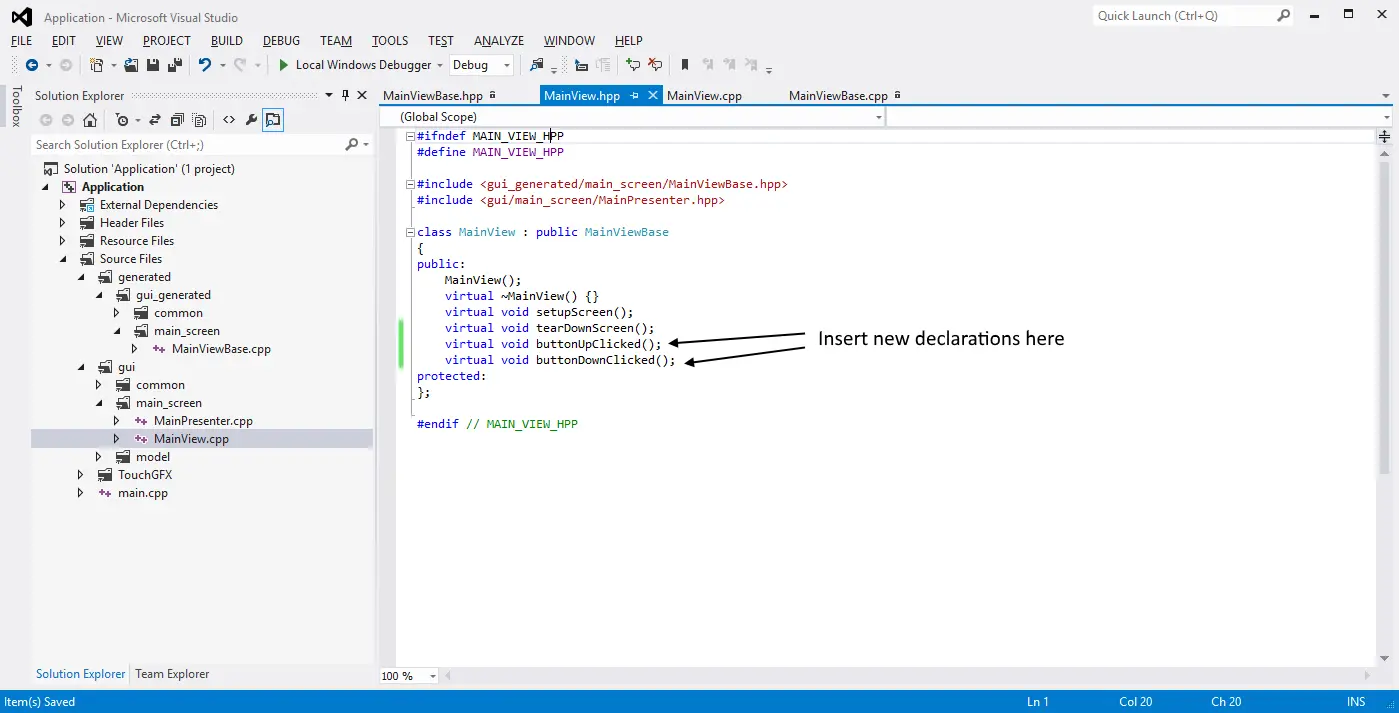 Application - Microsoft Visual Studio
Quick Launch (Ctrl+Q)
FILE EDIT VIEW PROJECT BUILD DEBUG TEAM TOOLS TEST ANALYZE WINDOW HELP
Local Windows Debugger Debug
Toolbox
Solution Explorer
Search Solution Explorer (Ctrl+;)
Solution 'Application' (1 project)
Application
External Dependencies
Header Files
Resource Files
Source Files
generated
gui_generated
common
main_screen
MainViewBase.cpp
gui
common
main_screen
MainPresenter.cpp
MainView.cpp
model
TouchGFX
main.cpp
Solution Explorer Team Explorer
MainViewBase.hpp MainView.hpp MainView.cpp MainViewBase.cpp
(Global Scope)
#ifndef MAIN_VIEW_HPP
#define MAIN_VIEW_HPP
#include <gui_generated/main_screen/MainViewBase.hpp>
#include <gui/main_screen/MainPresenter.hpp>
class MainView : public MainViewBase
{
public:
MainView();
virtual ~MainView() {}
virtual void setupScreen();
virtual void tearDownScreen();
virtual void buttonUpClicked();
virtual void buttonDownClicked();
protected:
};
#endif // MAIN_VIEW_HPP
Insert new declarations here
100 %
Item(s) Saved Ln 1 Col 20 Ch 20 INS